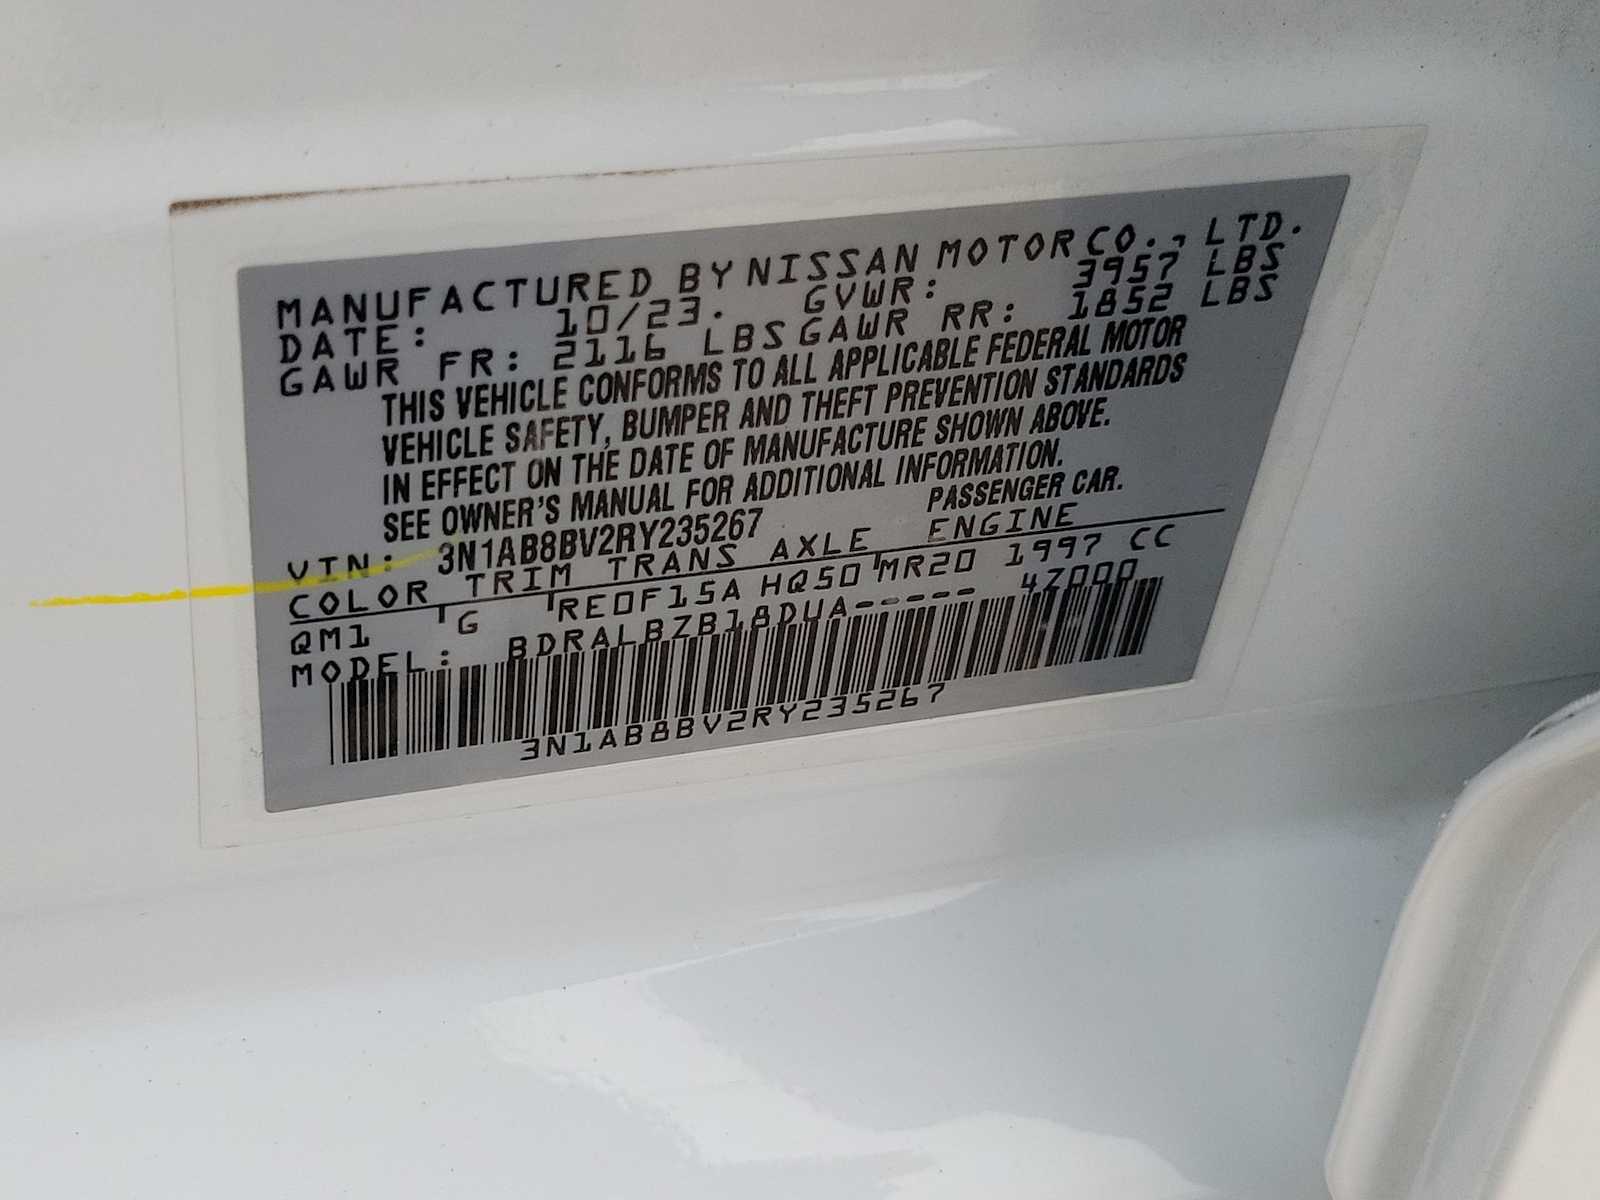 MANUFACTURED BY NISSAN MOTOR CO., LTD.
DATE: 10/23. GVWR: 3957 LBS
GAWR FR: 2116 LBS GAWR RR: 1852 LBS
THIS VEHICLE CONFORMS TO ALL APPLICABLE FEDERAL MOTOR
VEHICLE SAFETY, BUMPER AND THEFT PREVENTION STANDARDS
IN EFFECT ON THE DATE OF MANUFACTURE SHOWN ABOVE.
SEE OWNER'S MANUAL FOR ADDITIONAL INFORMATION.
VIN: 3N1AB8BV2RY235267 PASSENGER CAR.
COLOR TRIM TRANS AXLE ENGINE
QM1 G RE0F15A HQ50 MR20 1997 CC
MODEL: BDRALBZB18DUA----- 4Z000
3N1AB8BV2RY235267